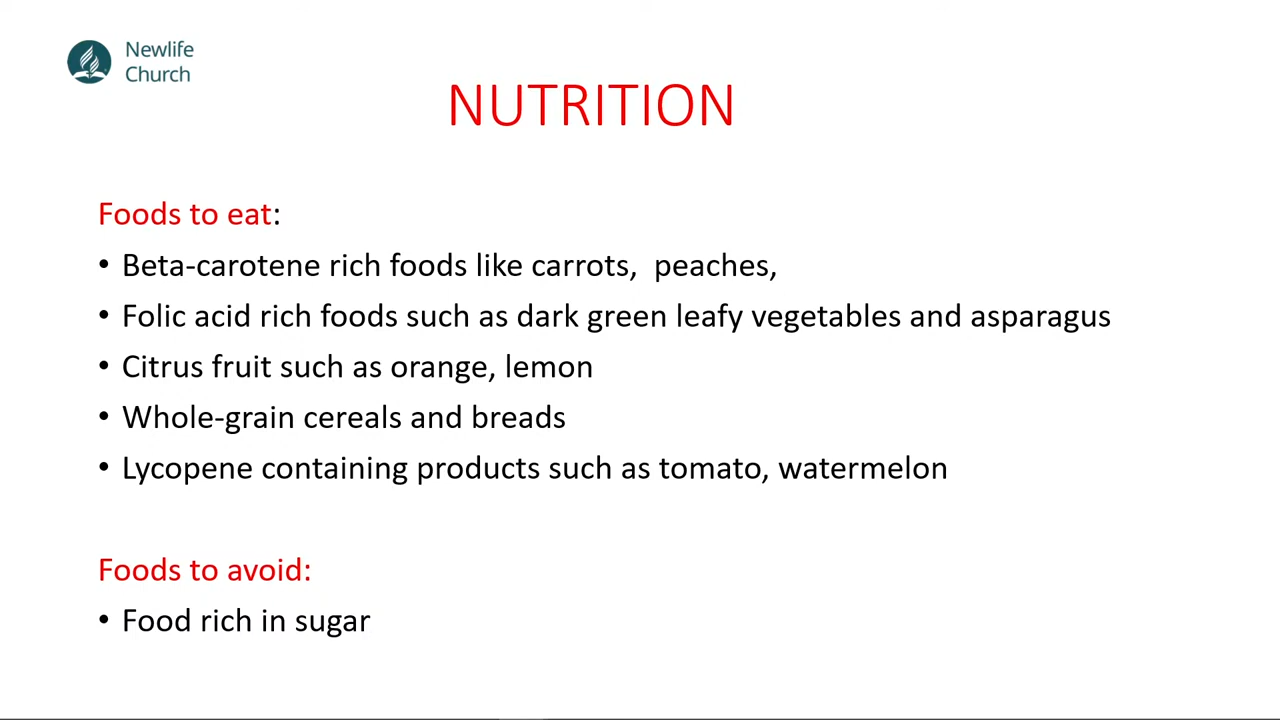 Newlife
Church
NUTRITION
Foods to eat:
• Beta-carotene rich foods like carrots,  peaches,
• Folic acid rich foods such as dark green leafy vegetables and asparagus
• Citrus fruit such as orange, lemon
• Whole-grain cereals and breads
• Lycopene containing products such as tomato, watermelon
Foods to avoid:
• Food rich in sugar